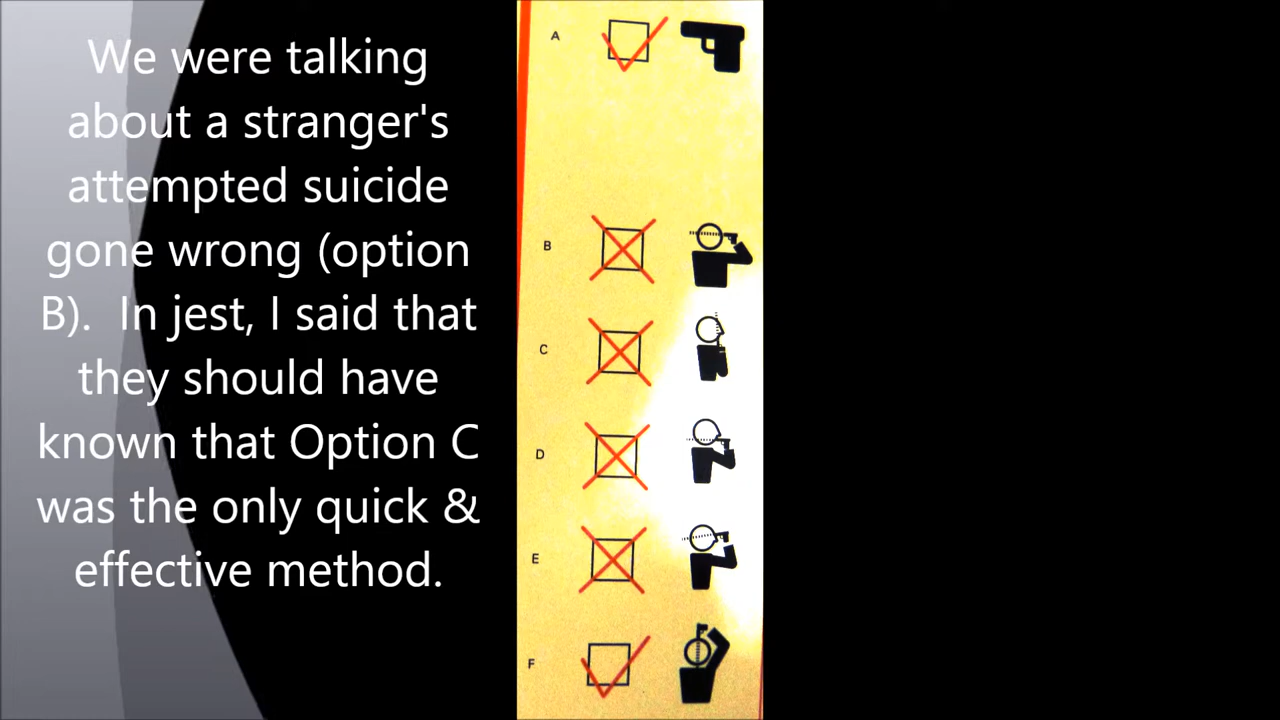 We were talking
about a stranger's
attempted suicide
gone wrong (option
B).  In jest, I said that
they should have
known that Option C
was the only quick &
effective method.
A
B
C
D
E
F